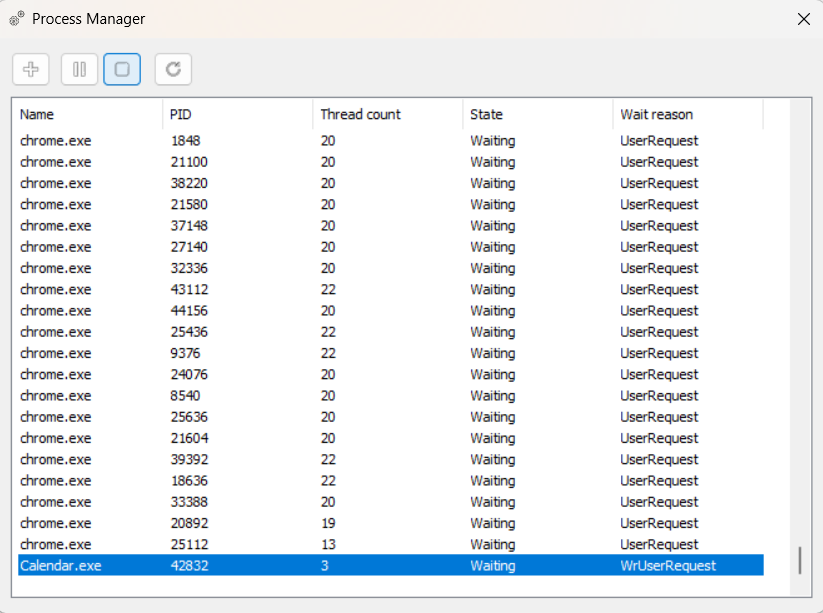 Process Manager
Name PID Thread count State Wait reason
chrome.exe 1848 20 Waiting UserRequest
chrome.exe 21100 20 Waiting UserRequest
chrome.exe 38220 20 Waiting UserRequest
chrome.exe 21580 20 Waiting UserRequest
chrome.exe 37148 20 Waiting UserRequest
chrome.exe 27140 20 Waiting UserRequest
chrome.exe 32336 20 Waiting UserRequest
chrome.exe 43112 22 Waiting UserRequest
chrome.exe 44156 20 Waiting UserRequest
chrome.exe 25436 22 Waiting UserRequest
chrome.exe 9376 22 Waiting UserRequest
chrome.exe 24076 20 Waiting UserRequest
chrome.exe 8540 20 Waiting UserRequest
chrome.exe 25636 20 Waiting UserRequest
chrome.exe 21604 20 Waiting UserRequest
chrome.exe 39392 22 Waiting UserRequest
chrome.exe 18636 22 Waiting UserRequest
chrome.exe 33388 20 Waiting UserRequest
chrome.exe 20892 19 Waiting UserRequest
chrome.exe 25112 13 Waiting UserRequest
Calendar.exe 42832 3 Waiting WrUserRequest